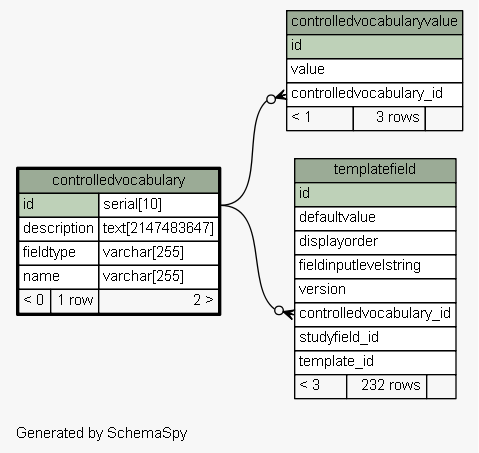 controlledvocabularyvalue
id
value
controlledvocabulary_id
< 1 3 rows
controlledvocabulary
id serial[10]
description text[2147483647]
fieldtype varchar[255]
name varchar[255]
< 0 1 row 2 >
templatefield
id
defaultvalue
displayorder
fieldinputlevelstring
version
controlledvocabulary_id
studyfield_id
template_id
< 3 232 rows
Generated by SchemaSpy